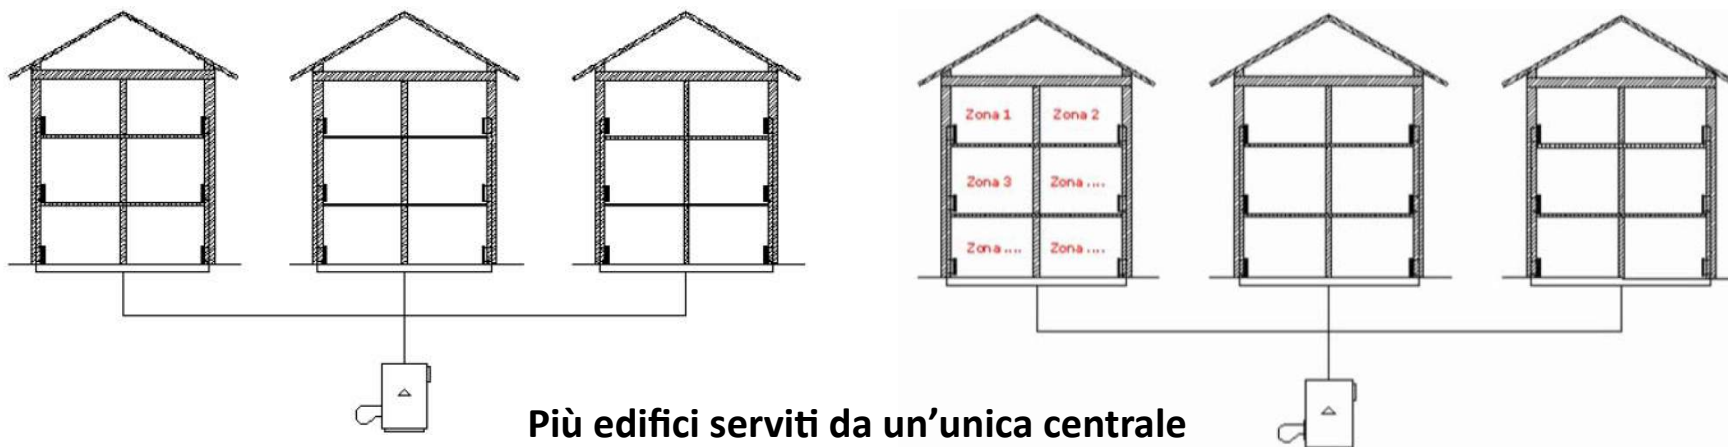 Zona 1 Zona 2
Zona 3 Zona ....
Zona .... Zona ....
Più edifici serviti da un’unica centrale